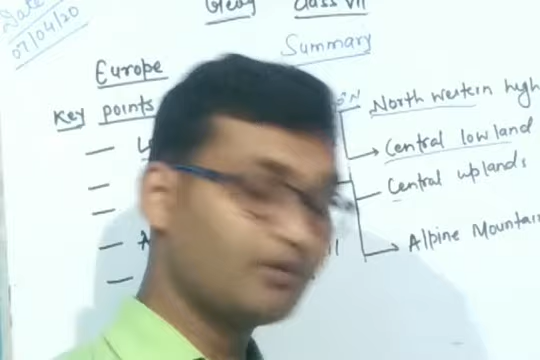 Date
07/04/20
Geog Class VII
Summary
Europe
Key points
North western high
Central lowland
Central uplands
Alpine Mountain